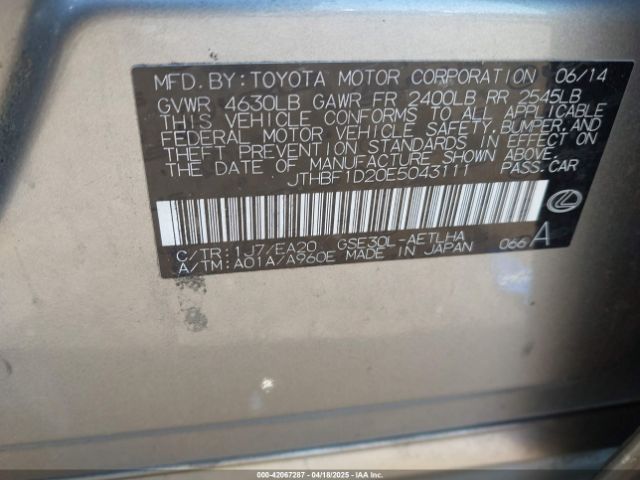 MFD. BY: TOYOTA MOTOR CORPORATION 06/14
GVWR 4630LB GAWR FR 2400LB RR 2545LB
THIS VEHICLE CONFORMS TO ALL APPLICABLE
FEDERAL MOTOR VEHICLE SAFETY, BUMPER, AND
THEFT PREVENTION STANDARDS IN EFFECT ON
THE DATE OF MANUFACTURE SHOWN ABOVE.
JTHBF1D20E5043111 PASS.CAR
C/TR: 1J7/EA20 GSE30L-AETLHA
A/TM: A01A/A960E MADE IN JAPAN 066 A
000-42067287 - 04/18/2025 - IAAI.COM